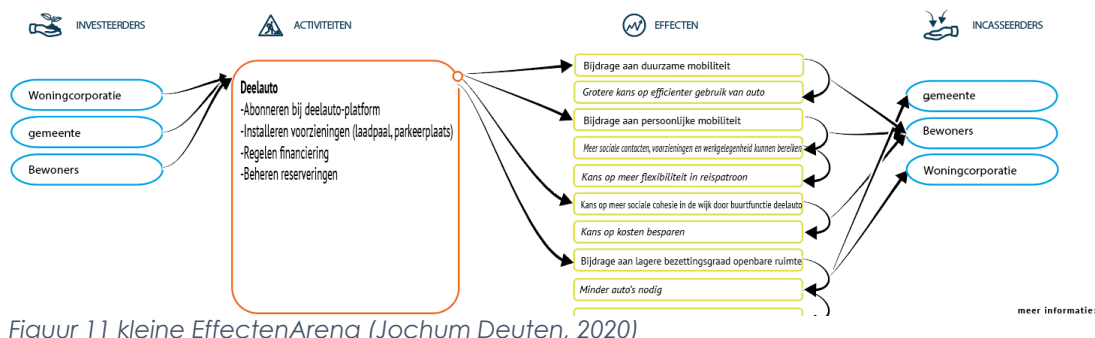 INVESTEERDERS
ACTIVITEITEN
EFFECTEN
INCASSEERDERS
Woningcorporatie
gemeente
Bewoners
Deelauto
-Abonneren bij deelauto-platform
-Installeren voorzieningen (laadpaal, parkeerplaats)
-Regelen financiering
-Beheren reserveringen
Bijdrage aan duurzame mobiliteit
Grotere kans op efficienter gebruik van auto
Bijdrage aan persoonlijke mobiliteit
Meer sociale contacten, voorzieningen en werkgelegenheid kunnen bereiken
Kans op meer flexibiliteit in reispatroon
Kans op meer sociale cohesie in de wijk door buurtfunctie deelauto
Kans op kosten besparen
Bijdrage aan lagere bezettingsgraad openbare ruimte
Minder auto's nodig
gemeente
Bewoners
Woningcorporatie
meer informatie:
Figuur 11 kleine EffectenArena (Jochum Deuten, 2020)